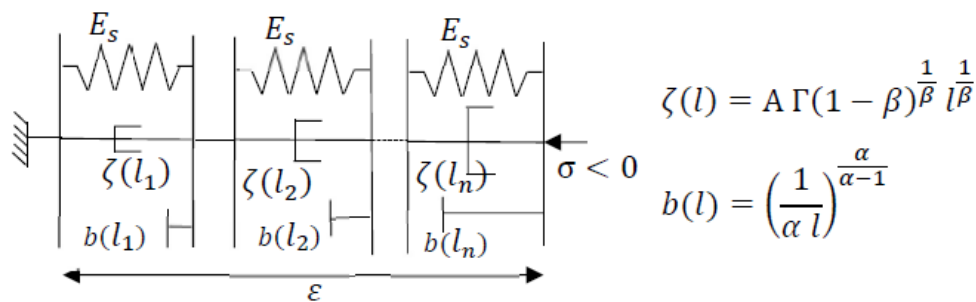 E_s E_s E_s
ζ(l) = A Γ(1 − β)^{1/β} l^{1/β}
ζ(l_1) ζ(l_2) ζ(l_n) σ < 0
b(l) = (1/(α l))^{α/(α−1)}
b(l_1) b(l_2) b(l_n)
ε